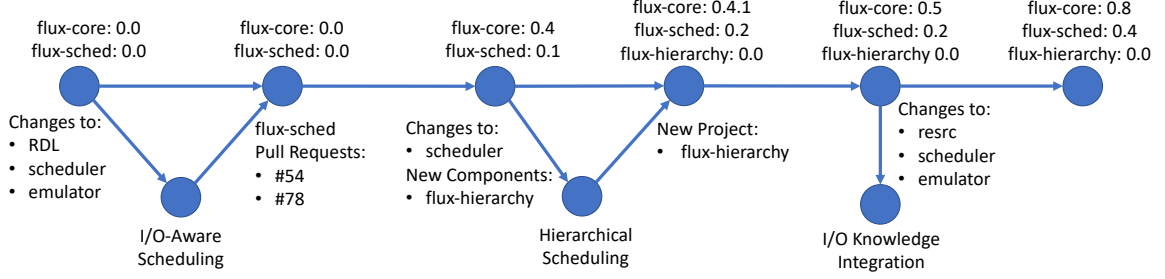 flux-core: 0.0
flux-sched: 0.0
flux-core: 0.0
flux-sched: 0.0
flux-core: 0.4
flux-sched: 0.1
flux-core: 0.4.1
flux-sched: 0.2
flux-hierarchy: 0.0
flux-core: 0.5
flux-sched: 0.2
flux-hierarchy 0.0
flux-core: 0.8
flux-sched: 0.4
flux-hierarchy: 0.0
Changes to:
• RDL
• scheduler
• emulator
I/O-Aware
Scheduling
flux-sched
Pull Requests:
• #54
• #78
Changes to:
• scheduler
New Components:
• flux-hierarchy
Hierarchical
Scheduling
New Project:
• flux-hierarchy
Changes to:
• resrc
• scheduler
• emulator
I/O Knowledge
Integration